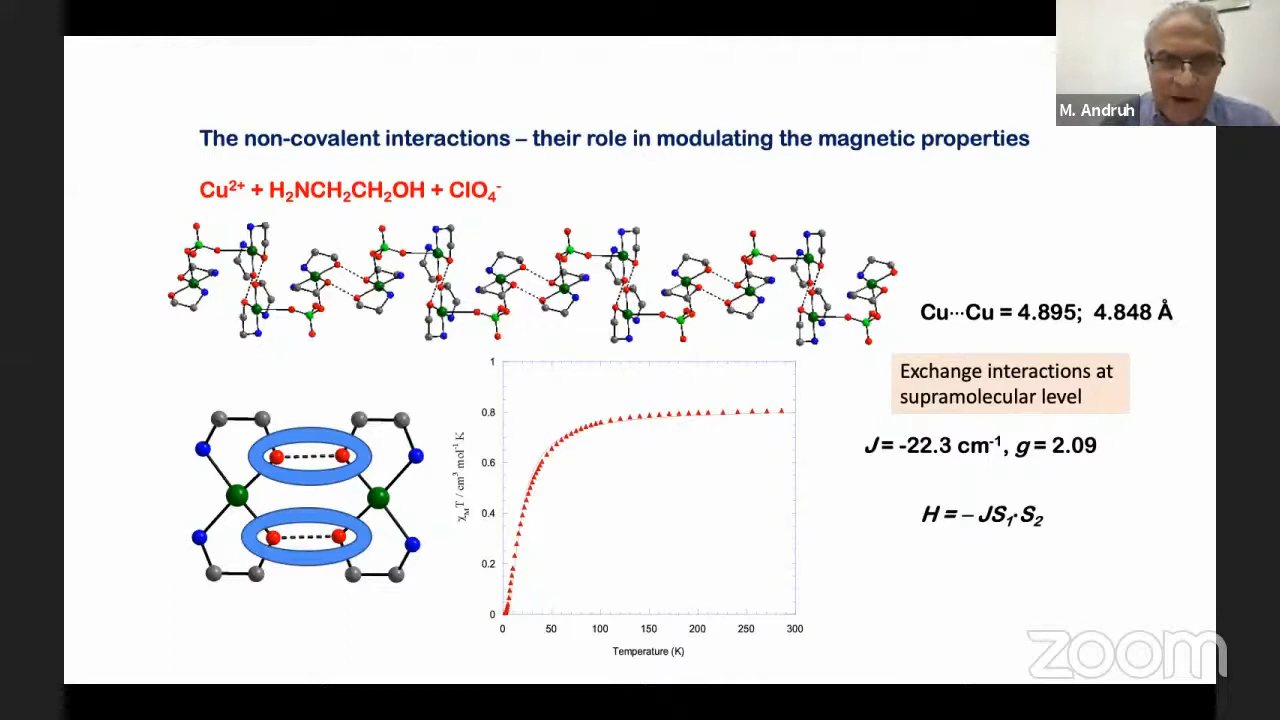 M. Andruh
The non-covalent interactions – their role in modulating the magnetic properties
Cu²⁺ + H₂NCH₂CH₂OH + ClO₄⁻
Cu···Cu = 4.895; 4.848 Å
Exchange interactions at
supramolecular level
J = -22.3 cm⁻¹, g = 2.09
H = – JS₁·S₂
χ_M T / cm³ mol⁻¹ K
1
0.8
0.6
0.4
0.2
0
0 50 100 150 200 250 300
Temperature (K)
zoom